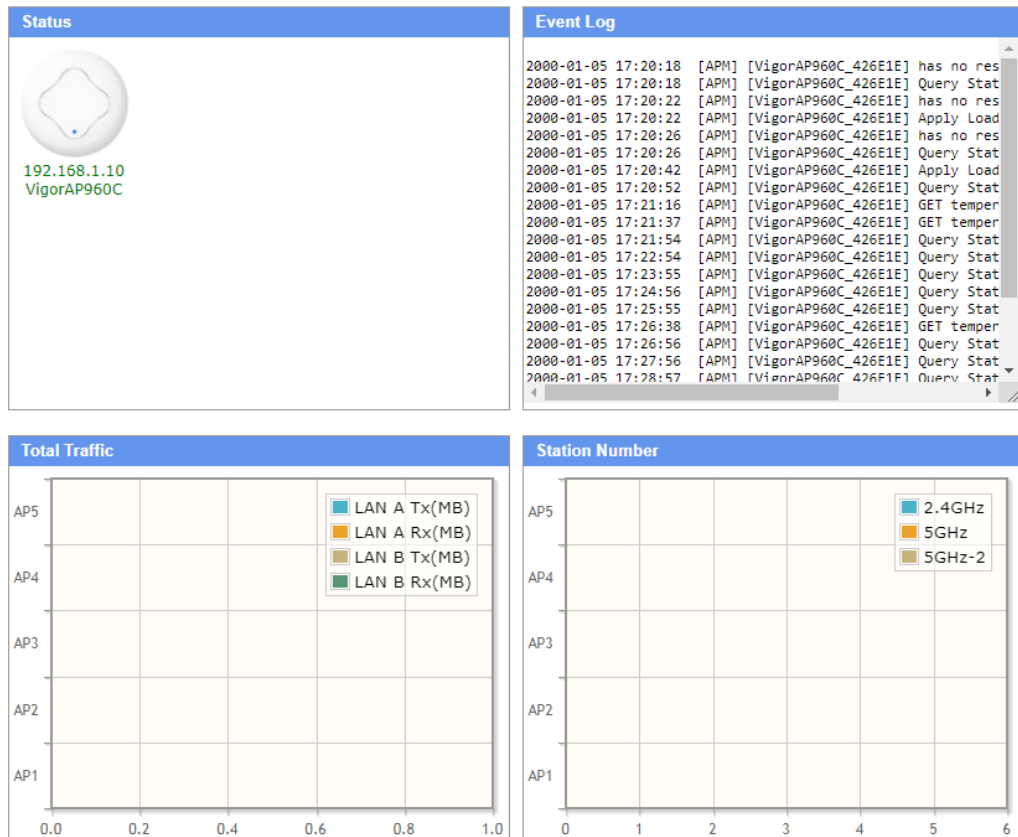 Status
192.168.1.10
VigorAP960C
Event Log
2000-01-05 17:20:18 [APM] [VigorAP960C_426E1E] has no res
2000-01-05 17:20:18 [APM] [VigorAP960C_426E1E] Query Stat
2000-01-05 17:20:22 [APM] [VigorAP960C_426E1E] has no res
2000-01-05 17:20:22 [APM] [VigorAP960C_426E1E] Apply Load
2000-01-05 17:20:26 [APM] [VigorAP960C_426E1E] has no res
2000-01-05 17:20:26 [APM] [VigorAP960C_426E1E] Query Stat
2000-01-05 17:20:42 [APM] [VigorAP960C_426E1E] Apply Load
2000-01-05 17:20:52 [APM] [VigorAP960C_426E1E] Query Stat
2000-01-05 17:21:16 [APM] [VigorAP960C_426E1E] GET temper
2000-01-05 17:21:37 [APM] [VigorAP960C_426E1E] GET temper
2000-01-05 17:21:54 [APM] [VigorAP960C_426E1E] Query Stat
2000-01-05 17:22:54 [APM] [VigorAP960C_426E1E] Query Stat
2000-01-05 17:23:55 [APM] [VigorAP960C_426E1E] Query Stat
2000-01-05 17:24:56 [APM] [VigorAP960C_426E1E] Query Stat
2000-01-05 17:25:55 [APM] [VigorAP960C_426E1E] Query Stat
2000-01-05 17:26:38 [APM] [VigorAP960C_426E1E] GET temper
2000-01-05 17:26:56 [APM] [VigorAP960C_426E1E] Query Stat
2000-01-05 17:27:56 [APM] [VigorAP960C_426E1E] Query Stat
2000-01-05 17:28:57 [APM] [VigorAP960C_426E1E] Query Stat
Total Traffic
LAN A Tx(MB)
LAN A Rx(MB)
LAN B Tx(MB)
LAN B Rx(MB)
AP5
AP4
AP3
AP2
AP1
0.0 0.2 0.4 0.6 0.8 1.0
Station Number
2.4GHz
5GHz
5GHz-2
AP5
AP4
AP3
AP2
AP1
0 1 2 3 4 5 6